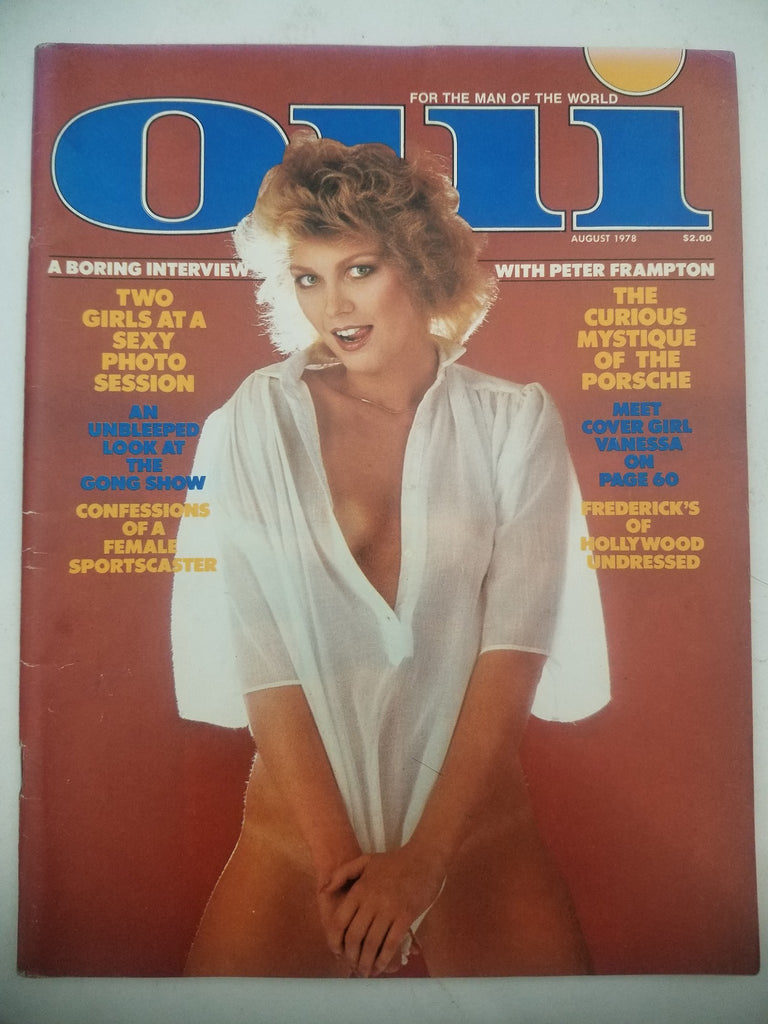 FOR THE MAN OF THE WORLD
Oui
AUGUST 1978 $2.00
A BORING INTERVIEW WITH PETER FRAMPTON
TWO
GIRLS AT A
SEXY
PHOTO
SESSION
AN
UNBLEEPED
LOOK AT
THE
GONG SHOW
CONFESSIONS
OF A
FEMALE
SPORTSCASTER
THE
CURIOUS
MYSTIQUE
OF THE
PORSCHE
MEET
COVER GIRL
VANESSA
ON
PAGE 60
FREDERICK'S
OF
HOLLYWOOD
UNDRESSED